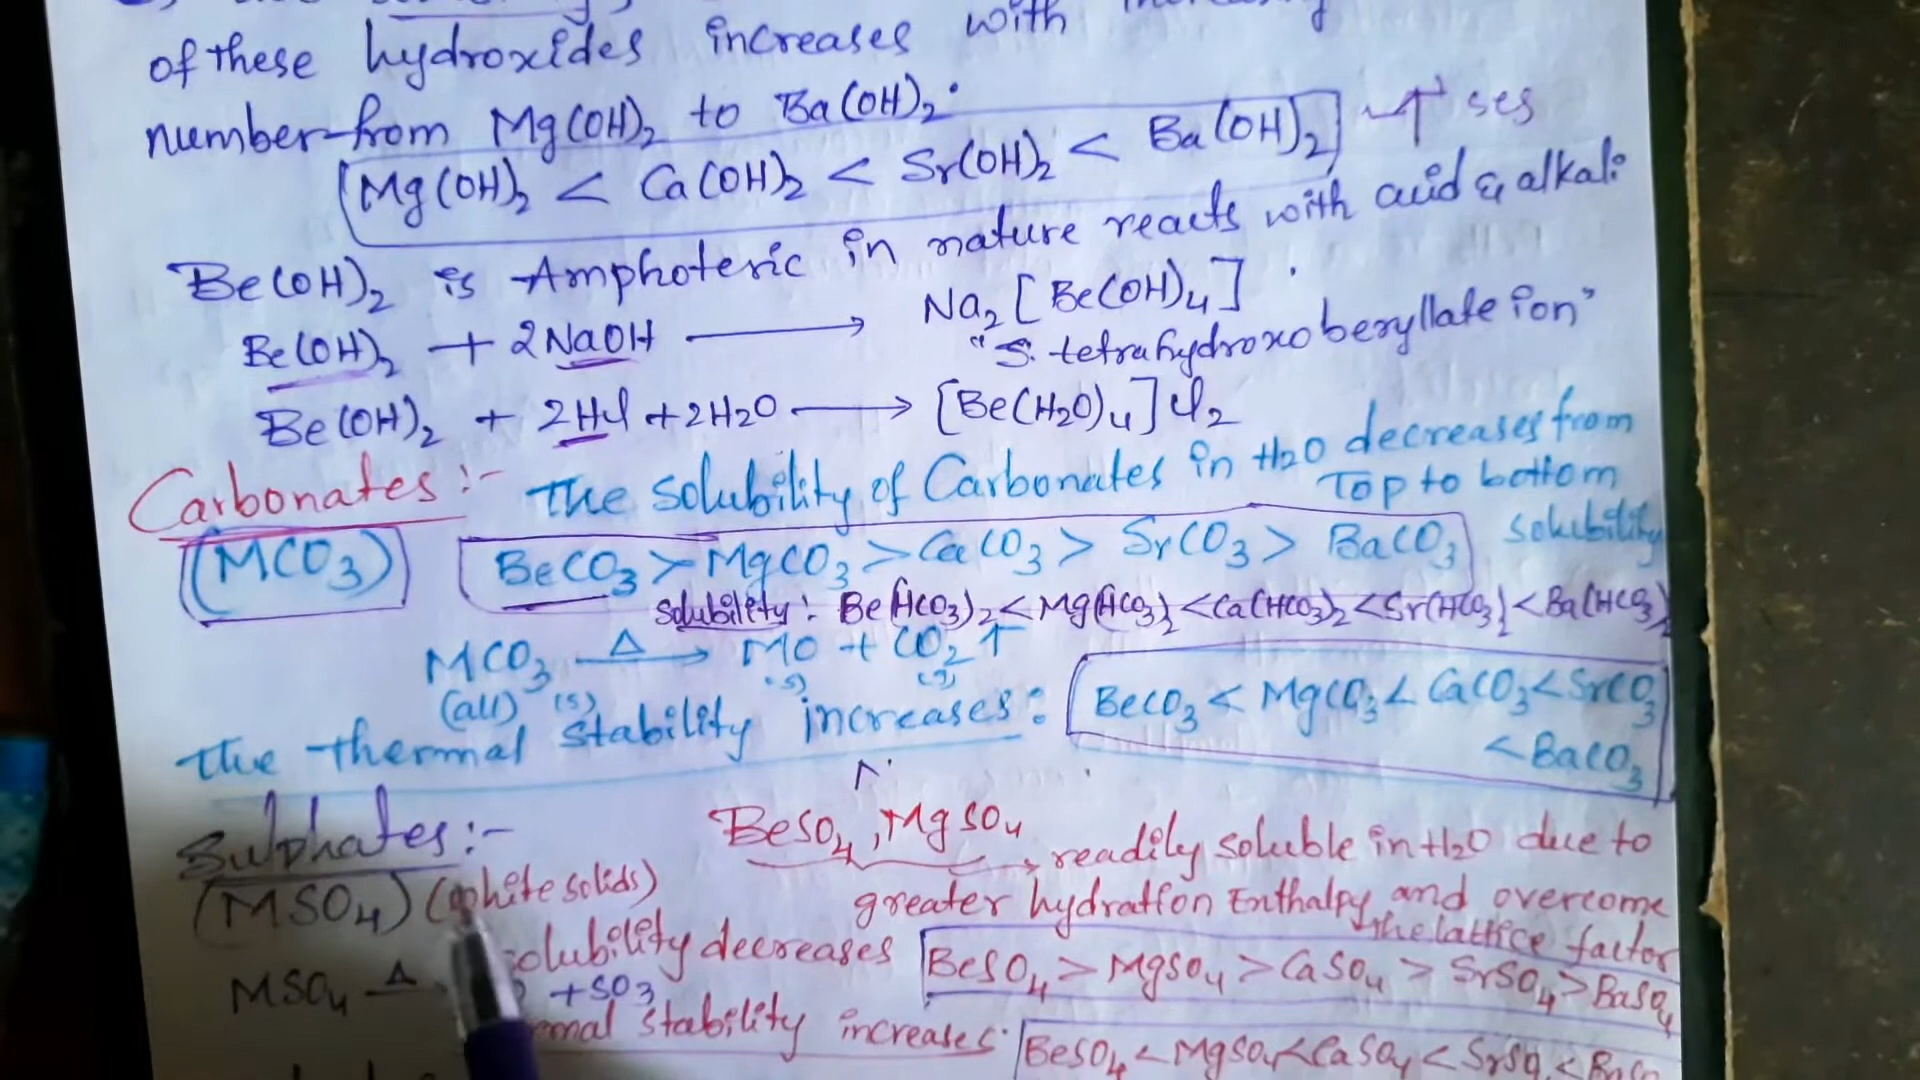 of these hydroxides increases with
number from Mg(OH)₂ to Ba(OH)₂.
Mg(OH)₂ < Ca(OH)₂ < Sr(OH)₂ < Ba(OH)₂ ↑ ses
Be(OH)₂ is Amphoteric in nature reacts with acid & alkali
Be(OH)₂ + 2NaOH ⟶ Na₂[Be(OH)₄]
"S. tetrahydroxo beryllate ion"
Be(OH)₂ + 2HCl + 2H2O ⟶ [Be(H₂O)₄]Cl₂
Carbonates :- The solubility of Carbonates in H2O decreases from
Top to bottom
(MCO₃) BeCO₃ > MgCO₃ > CaCO₃ > SrCO₃ > BaCO₃ solubility
solubility : Be(HCO₃)₂ < Mg(HCO₃)₂ < Ca(HCO₃)₂ < Sr(HCO₃)₂ < Ba(HCO₃)₂
MCO₃ —Δ→ MO + CO₂↑
(all) (s) (s) (g)
The thermal stability increases : BeCO₃ < MgCO₃ < CaCO₃ < SrCO₃
< BaCO₃
Sulphates :- BeSO₄, MgSO₄ → readily soluble in H2O due to
(MSO₄) (white solids) greater hydration Enthalpy and overcome
the lattice factor
solubility decreases BeSO₄ > MgSO₄ > CaSO₄ > SrSO₄ > BaSO₄
MSO₄ —Δ→ + SO₃
stability increases : BeSO₄ < MgSO₄ < CaSO₄ < SrSO₄ <